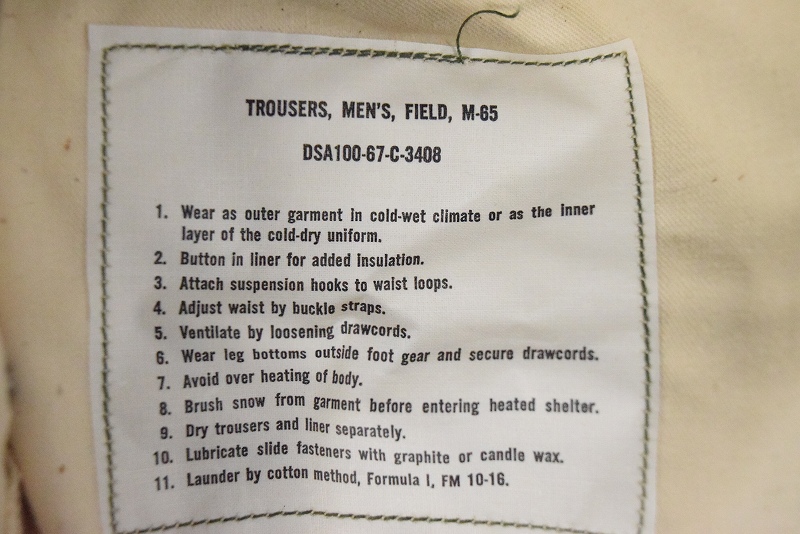 TROUSERS, MEN'S, FIELD, M-65
DSA100-67-C-3408
1. Wear as outer garment in cold-wet climate or as the inner
layer of the cold-dry uniform.
2. Button in liner for added insulation.
3. Attach suspension hooks to waist loops.
4. Adjust waist by buckle straps.
5. Ventilate by loosening drawcords.
6. Wear leg bottoms outside foot gear and secure drawcords.
7. Avoid over heating of body.
8. Brush snow from garment before entering heated shelter.
9. Dry trousers and liner separately.
10. Lubricate slide fasteners with graphite or candle wax.
11. Launder by cotton method, Formula I, FM 10-16.